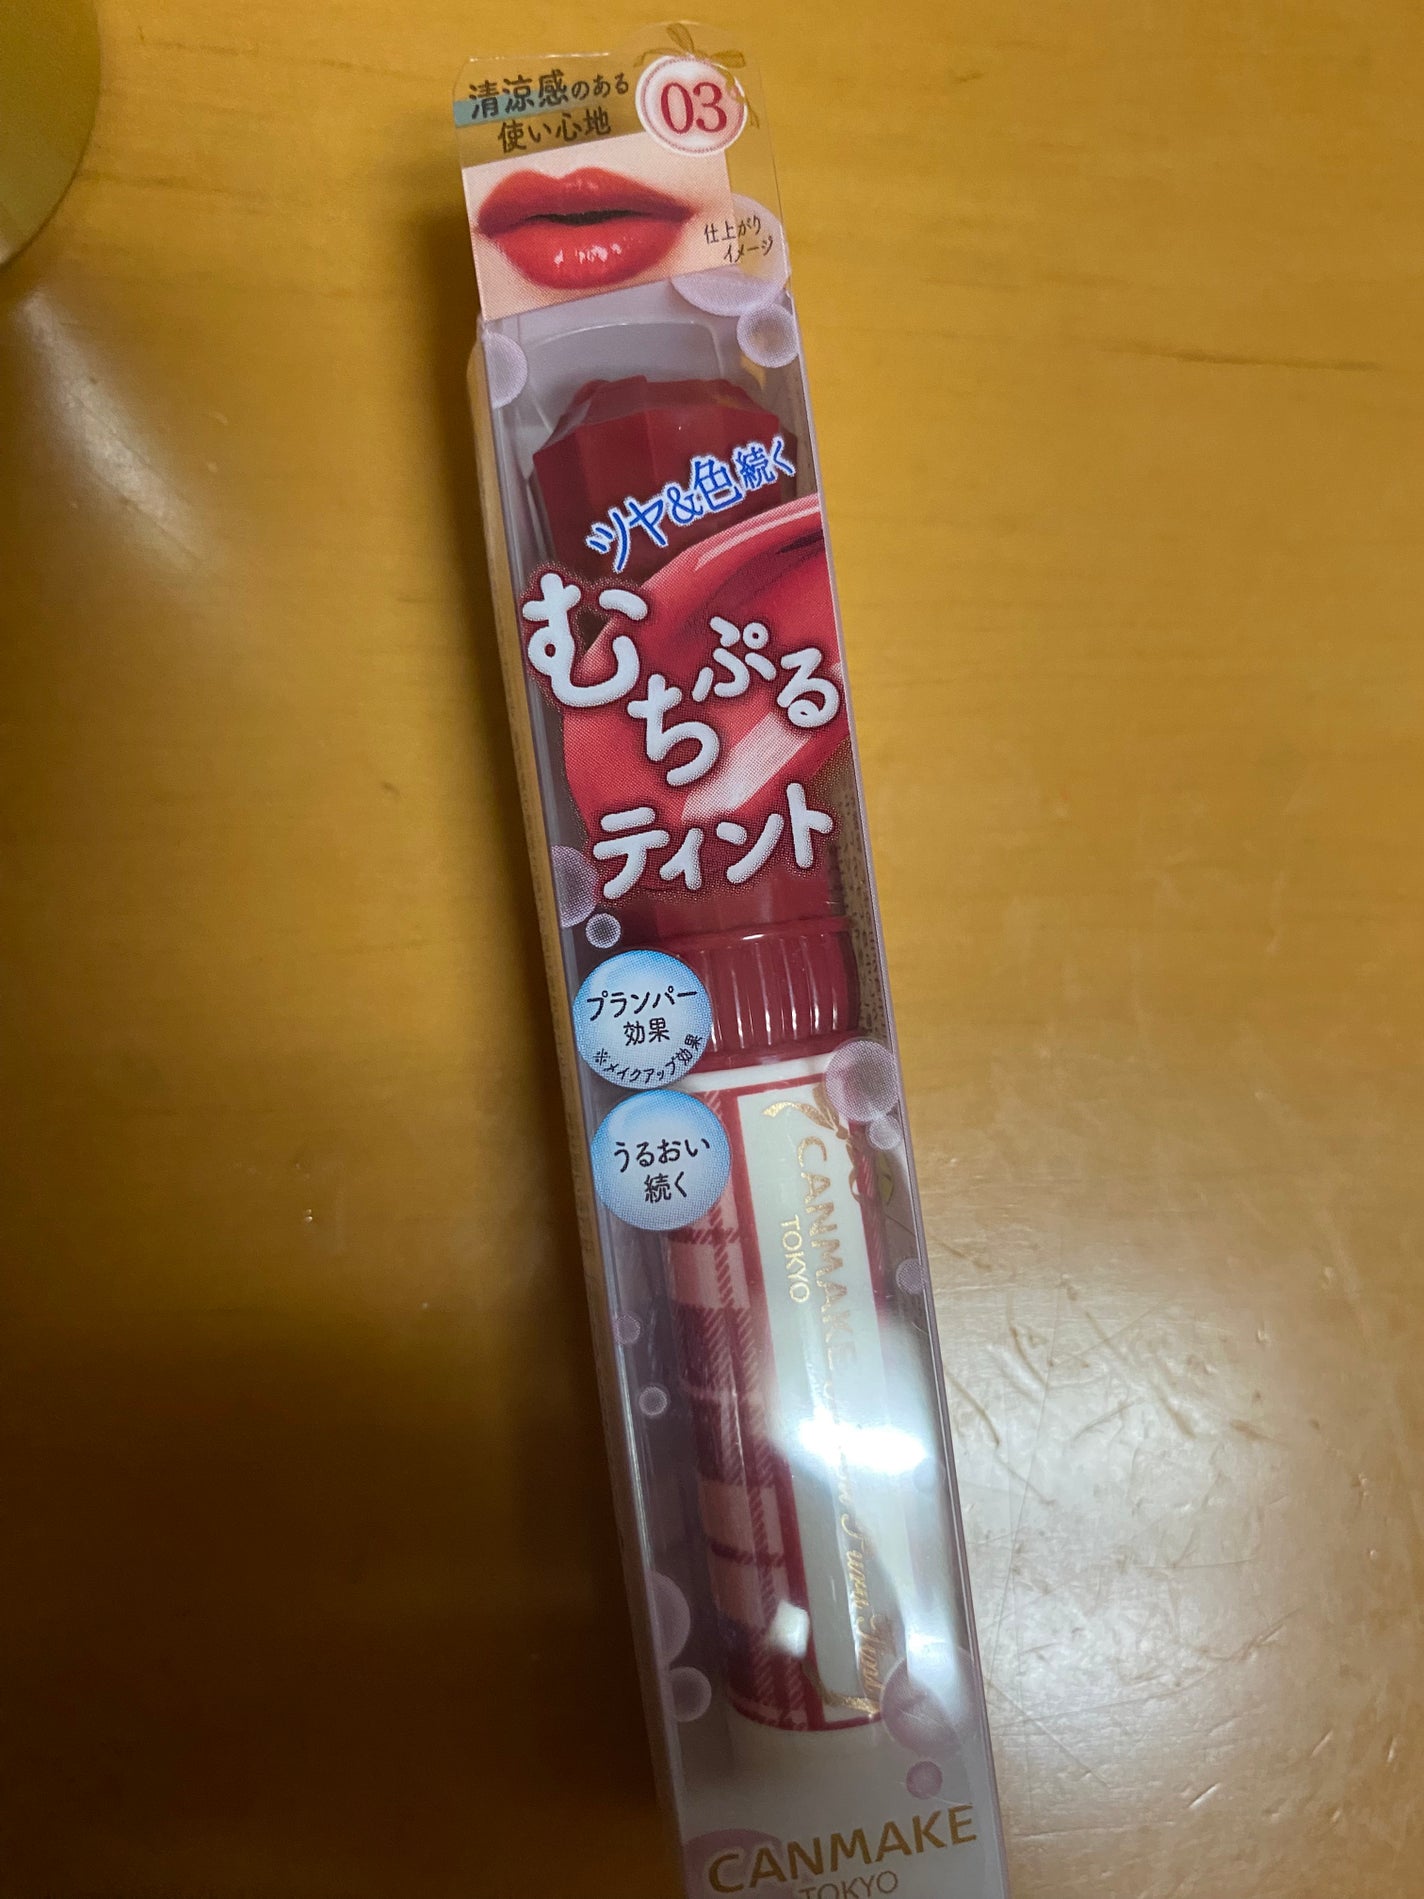 清涼感のある
使い心地
03
仕上がり
イメージ
ツヤ&色続く
むちぷる
ティント
プランパー
効果
※メイクアップ効果
うるおい
続く
CANMAKE
TOKYO
CANMAKE
TOKYO